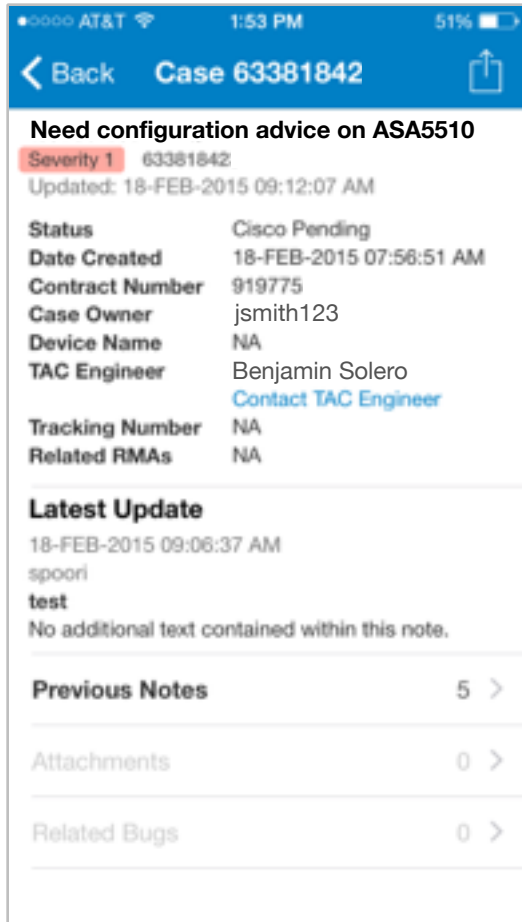 AT&T 1:53 PM 51%
Back Case 63381842
Need configuration advice on ASA5510
Severity 1 63381842
Updated: 18-FEB-2015 09:12:07 AM
Status Cisco Pending
Date Created 18-FEB-2015 07:56:51 AM
Contract Number 919775
Case Owner jsmith123
Device Name NA
TAC Engineer Benjamin Solero
Contact TAC Engineer
Tracking Number NA
Related RMAs NA
Latest Update
18-FEB-2015 09:06:37 AM
spoori
test
No additional text contained within this note.
Previous Notes 5
Attachments 0
Related Bugs 0